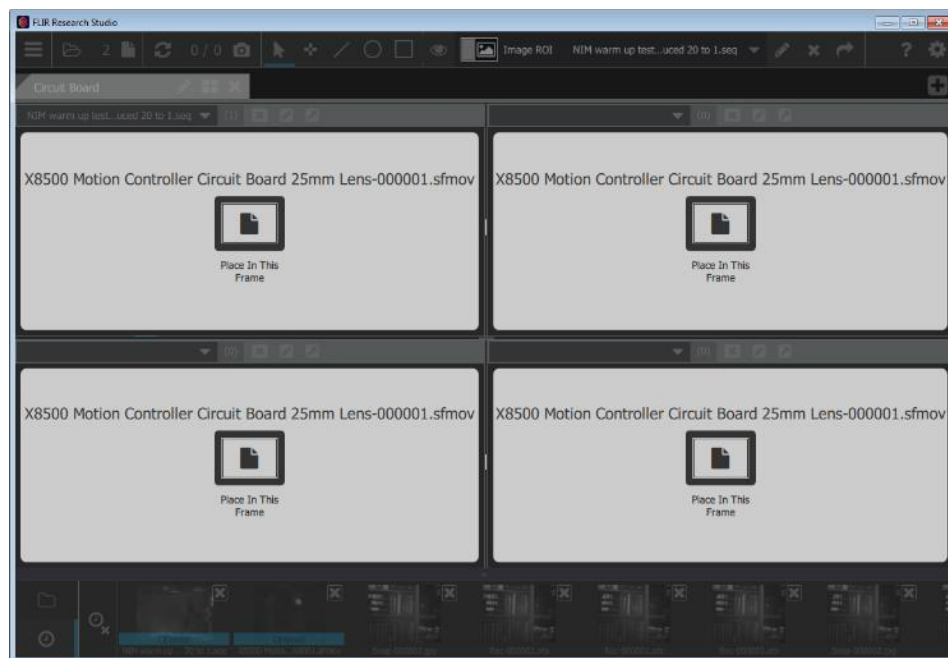 FLIR Research Studio
2
0 / 0
Image ROI
NIM warm up test...uced 20 to 1.seq
?
Circuit Board
NIM warm up test...uced 20 to 1.seq
(1)
(0)
X8500 Motion Controller Circuit Board 25mm Lens-000001.sfmov
Place In This
Frame
X8500 Motion Controller Circuit Board 25mm Lens-000001.sfmov
Place In This
Frame
(0)
(0)
X8500 Motion Controller Circuit Board 25mm Lens-000001.sfmov
Place In This
Frame
X8500 Motion Controller Circuit Board 25mm Lens-000001.sfmov
Place In This
Frame